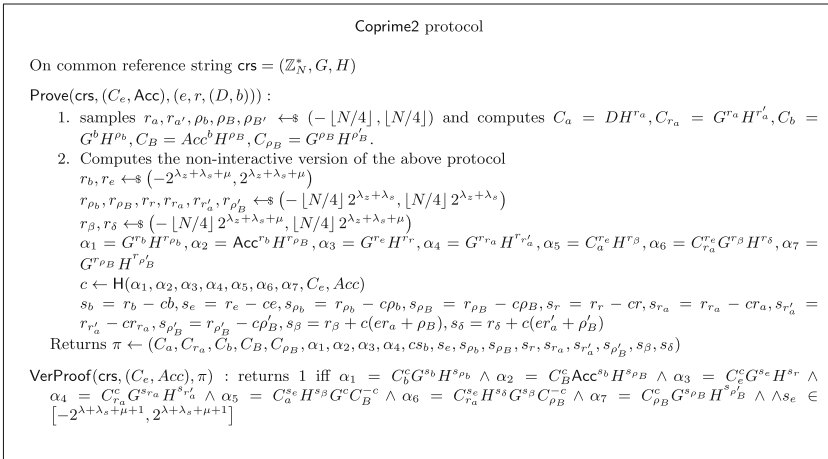 Coprime2 protocol
On common reference string crs = (ℤ*_N, G, H)
Prove(crs, (C_e, Acc), (e, r, (D, b))) :
1. samples r_a, r_{a'}, ρ_b, ρ_B, ρ_{B'} ←$ (− ⌊N/4⌋ , ⌊N/4⌋) and computes C_a = DH^{r_a}, C_{r_a} = G^{r_a}H^{r'_a}, C_b =
G^bH^{ρ_b}, C_B = Acc^bH^{ρ_B}, C_{ρ_B} = G^{ρ_B}H^{ρ'_B}.
2. Computes the non-interactive version of the above protocol
r_b, r_e ←$ (−2^{λ_z+λ_s+μ}, 2^{λ_z+λ_s+μ})
r_{ρ_b}, r_{ρ_B}, r_r, r_{r_a}, r_{r'_a}, r_{ρ'_B} ←$ (− ⌊N/4⌋ 2^{λ_z+λ_s}, ⌊N/4⌋ 2^{λ_z+λ_s})
r_β, r_δ ←$ (− ⌊N/4⌋ 2^{λ_z+λ_s+μ}, ⌊N/4⌋ 2^{λ_z+λ_s+μ})
α_1 = G^{r_b}H^{r_{ρ_b}}, α_2 = Acc^{r_b}H^{r_{ρ_B}}, α_3 = G^{r_e}H^{r_r}, α_4 = G^{r_{r_a}}H^{r_{r'_a}}, α_5 = C_a^{r_e}H^{r_β}, α_6 = C_{r_a}^{r_e}G^{r_β}H^{r_δ}, α_7 =
G^{r_{ρ_B}}H^{r_{ρ'_B}}
c ← H(α_1, α_2, α_3, α_4, α_5, α_6, α_7, C_e, Acc)
s_b = r_b − cb, s_e = r_e − ce, s_{ρ_b} = r_{ρ_b} − cρ_b, s_{ρ_B} = r_{ρ_B} − cρ_B, s_r = r_r − cr, s_{r_a} = r_{r_a} − cr_a, s_{r'_a} =
r_{r'_a} − cr_{r_a}, s_{ρ'_B} = r_{ρ'_B} − cρ'_B, s_β = r_β + c(er_a + ρ_B), s_δ = r_δ + c(er'_a + ρ'_B)
Returns π ← (C_a, C_{r_a}, C_b, C_B, C_{ρ_B}, α_1, α_2, α_3, α_4, cs_b, s_e, s_{ρ_b}, s_{ρ_B}, s_r, s_{r_a}, s_{r'_a}, s_{ρ'_B}, s_β, s_δ)
VerProof(crs, (C_e, Acc), π) : returns 1 iff α_1 = C_b^cG^{s_b}H^{s_{ρ_b}} ∧ α_2 = C_B^cAcc^{s_b}H^{s_{ρ_B}} ∧ α_3 = C_e^cG^{s_e}H^{s_r} ∧
α_4 = C_{r_a}^cG^{s_{r_a}}H^{s_{r'_a}} ∧ α_5 = C_a^{s_e}H^{s_β}G^cC_B^{−c} ∧ α_6 = C_{r_a}^{s_e}H^{s_δ}G^{s_β}C_{ρ_B}^{−c} ∧ α_7 = C_{ρ_B}^cG^{s_{ρ_B}}H^{s_{ρ'_B}} ∧ ∧s_e ∈
[−2^{λ+λ_s+μ+1}, 2^{λ+λ_s+μ+1}]